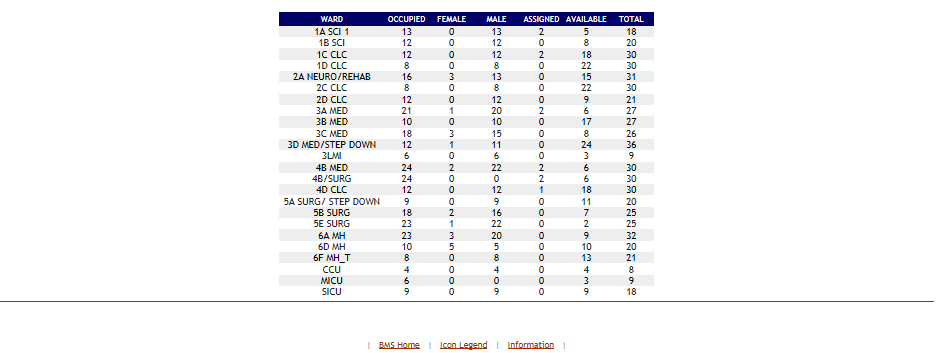 WARD OCCUPIED FEMALE MALE ASSIGNED AVAILABLE TOTAL
1A SCI 1 13 0 13 2 5 18
1B SCI 12 0 12 0 8 20
1C CLC 12 0 12 2 18 30
1D CLC 8 0 8 0 22 30
2A NEURO/REHAB 16 3 13 0 15 31
2C CLC 8 0 8 0 22 30
2D CLC 12 0 12 0 9 21
3A MED 21 1 20 2 6 27
3B MED 10 0 10 0 17 27
3C MED 18 3 15 0 8 26
3D MED/STEP DOWN 12 1 11 0 24 36
3LMI 6 0 6 0 3 9
4B MED 24 2 22 2 6 30
4B/SURG 24 0 0 2 6 30
4D CLC 12 0 12 1 18 30
5A SURG/ STEP DOWN 9 0 9 0 11 20
5B SURG 18 2 16 0 7 25
5E SURG 23 1 22 0 2 25
6A MH 23 3 20 0 9 32
6D MH 10 5 5 0 10 20
6F MH_T 8 0 8 0 13 21
CCU 4 0 4 0 4 8
MICU 6 0 0 0 3 9
SICU 9 0 9 0 9 18
| BMS Home | Icon Legend | Information |